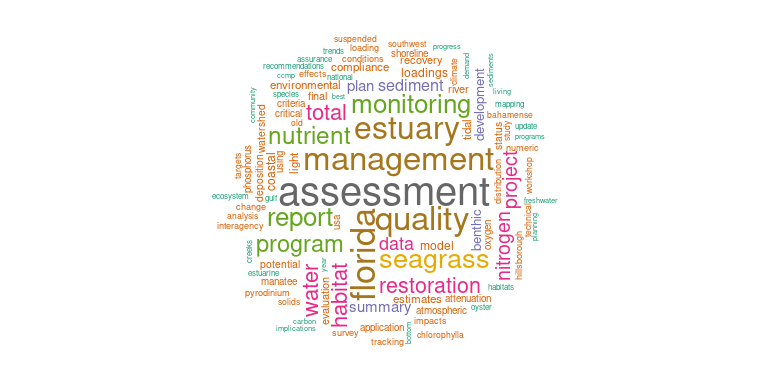 suspended
southwest
progress
trends
loading
shoreline
assurance
conditions
recovery
recommendations
compliance
climate
demand
sediments
ccmp
effects
national
loadings
environmental
plan
sediment
river
living
species
final
best
development
mapping
community
criteria
total
monitoring
bahamense
critical
watershed
old
nutrient
estuary
tidal
status
study
update
programs
numeric
phosphorus
targets
deposition
coastal
using
light
management
project
distribution
workshop
ecosystem
gulf
assessment
freshwater
change
report
usa
florida
quality
benthic
nitrogen
technical
planning
analysis
interagency
creeks
program
data
model
oxygen
hillsborough
potential
estuarine
year
seagrass
manatee
water
habitat
restoration
habitats
pyrodinium
solids
evaluation
estimates
attenuation
summary
atmospheric
oyster
carbon
implications
survey
application
bottom
impacts
tracking
chlorophylla